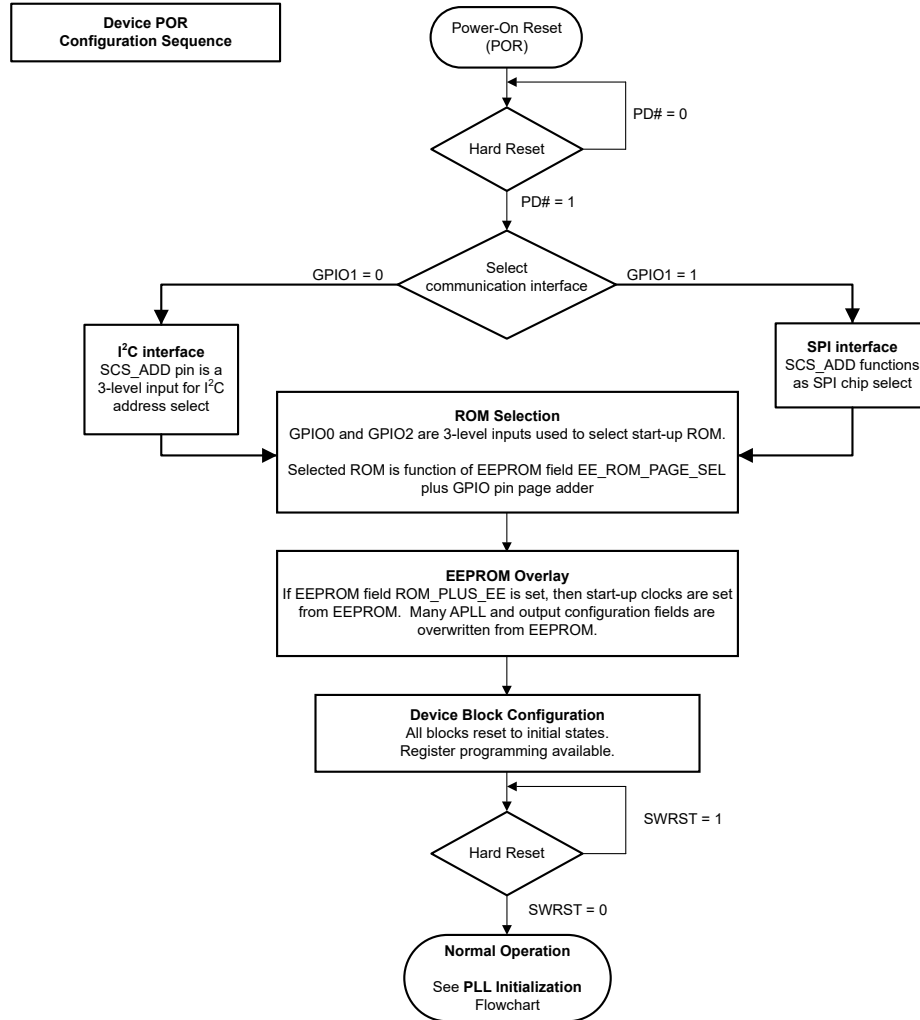 Device POR
Configuration Sequence
Power-On Reset
(POR)
PD# = 0
Hard Reset
PD# = 1
Select
communication interface
GPIO1 = 0
GPIO1 = 1
I²C interface
SCS_ADD pin is a
3-level input for I²C
address select
SPI interface
SCS_ADD functions
as SPI chip select
ROM Selection
GPIO0 and GPIO2 are 3-level inputs used to select start-up ROM.
Selected ROM is function of EEPROM field EE_ROM_PAGE_SEL
plus GPIO pin page adder
EEPROM Overlay
If EEPROM field ROM_PLUS_EE is set, then start-up clocks are set
from EEPROM. Many APLL and output configuration fields are
overwritten from EEPROM.
Device Block Configuration
All blocks reset to initial states.
Register programming available.
SWRST = 1
Hard Reset
SWRST = 0
Normal Operation
See PLL Initialization
Flowchart